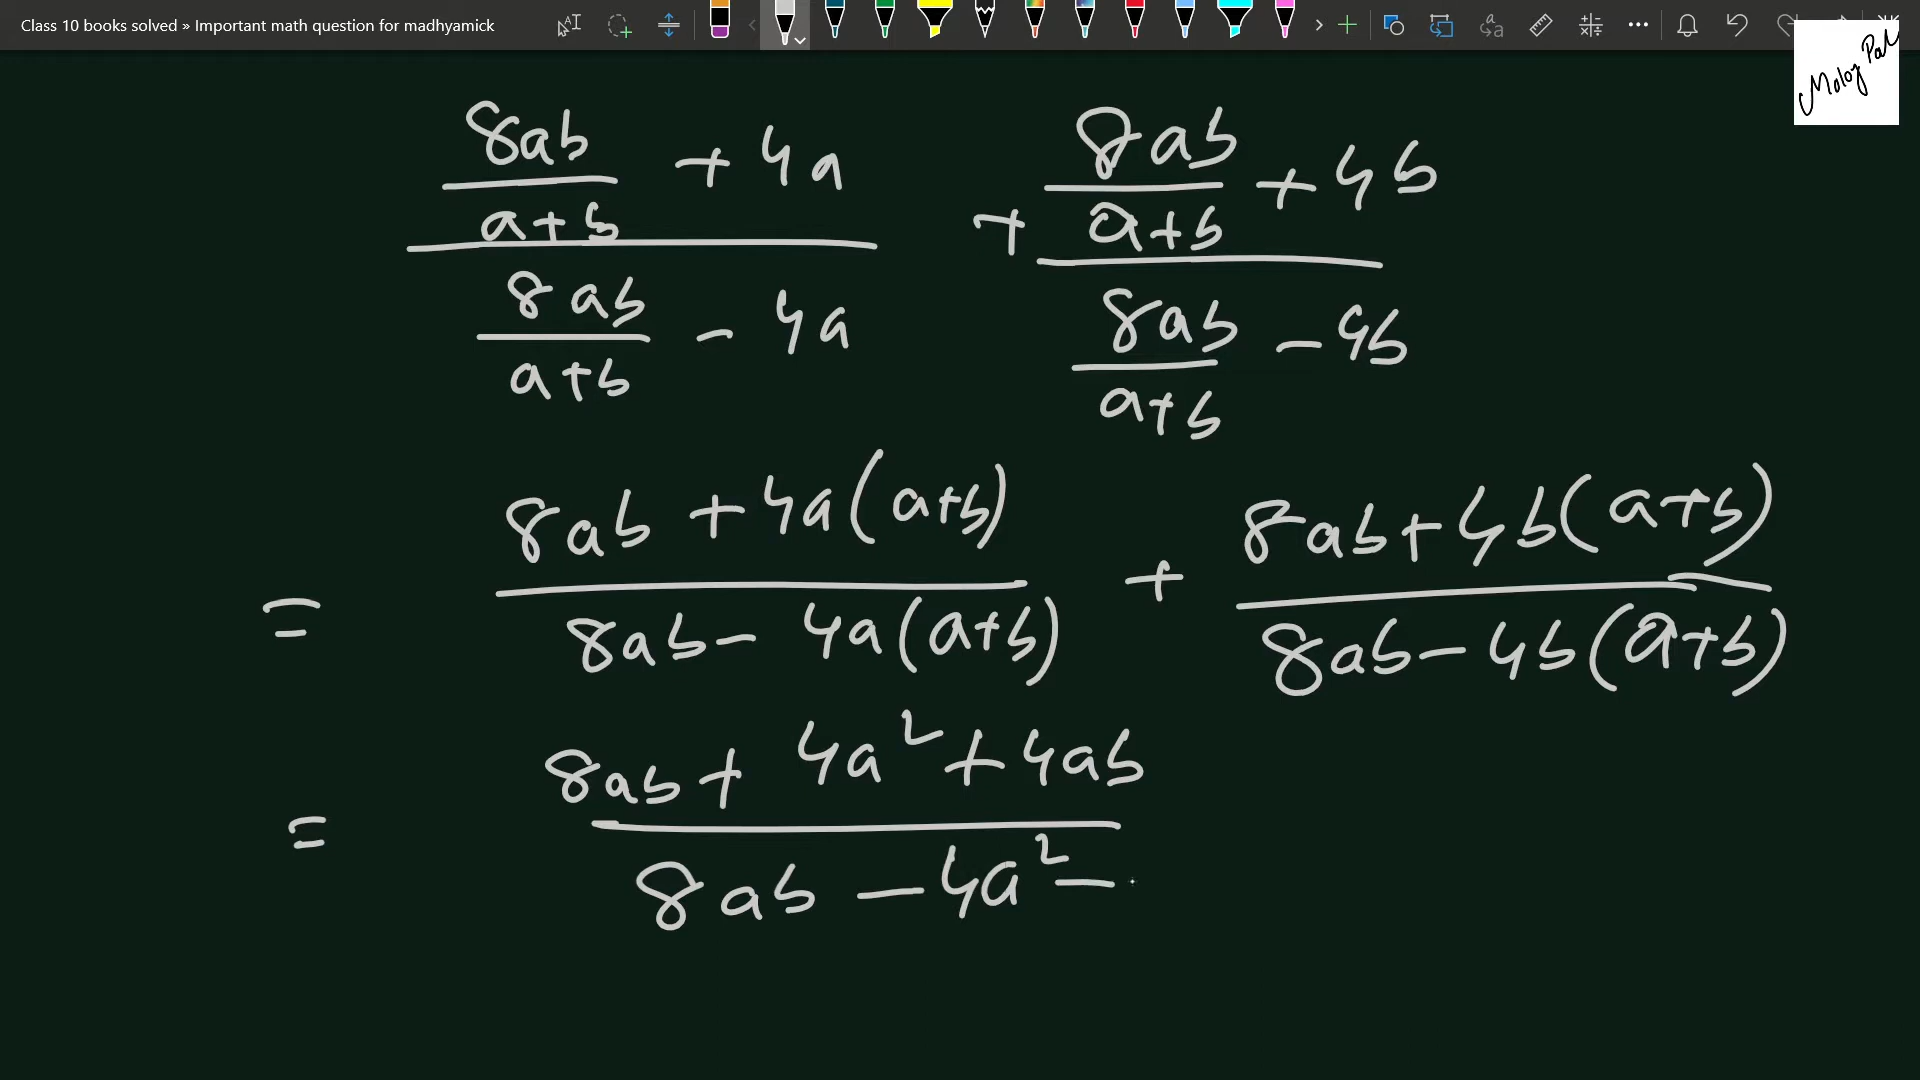 Class 10 books solved » Important math question for madhyamick
Moloy Pal
8ab/a+b + 4a + 8ab/a+b + 4b
8ab/a+b - 4a 8ab/a+b - 4b
= 8ab + 4a(a+b) + 8ab + 4b(a+b)
8ab - 4a(a+b) 8ab - 4b(a+b)
= 8ab + 4a² + 4ab
8ab - 4a² -